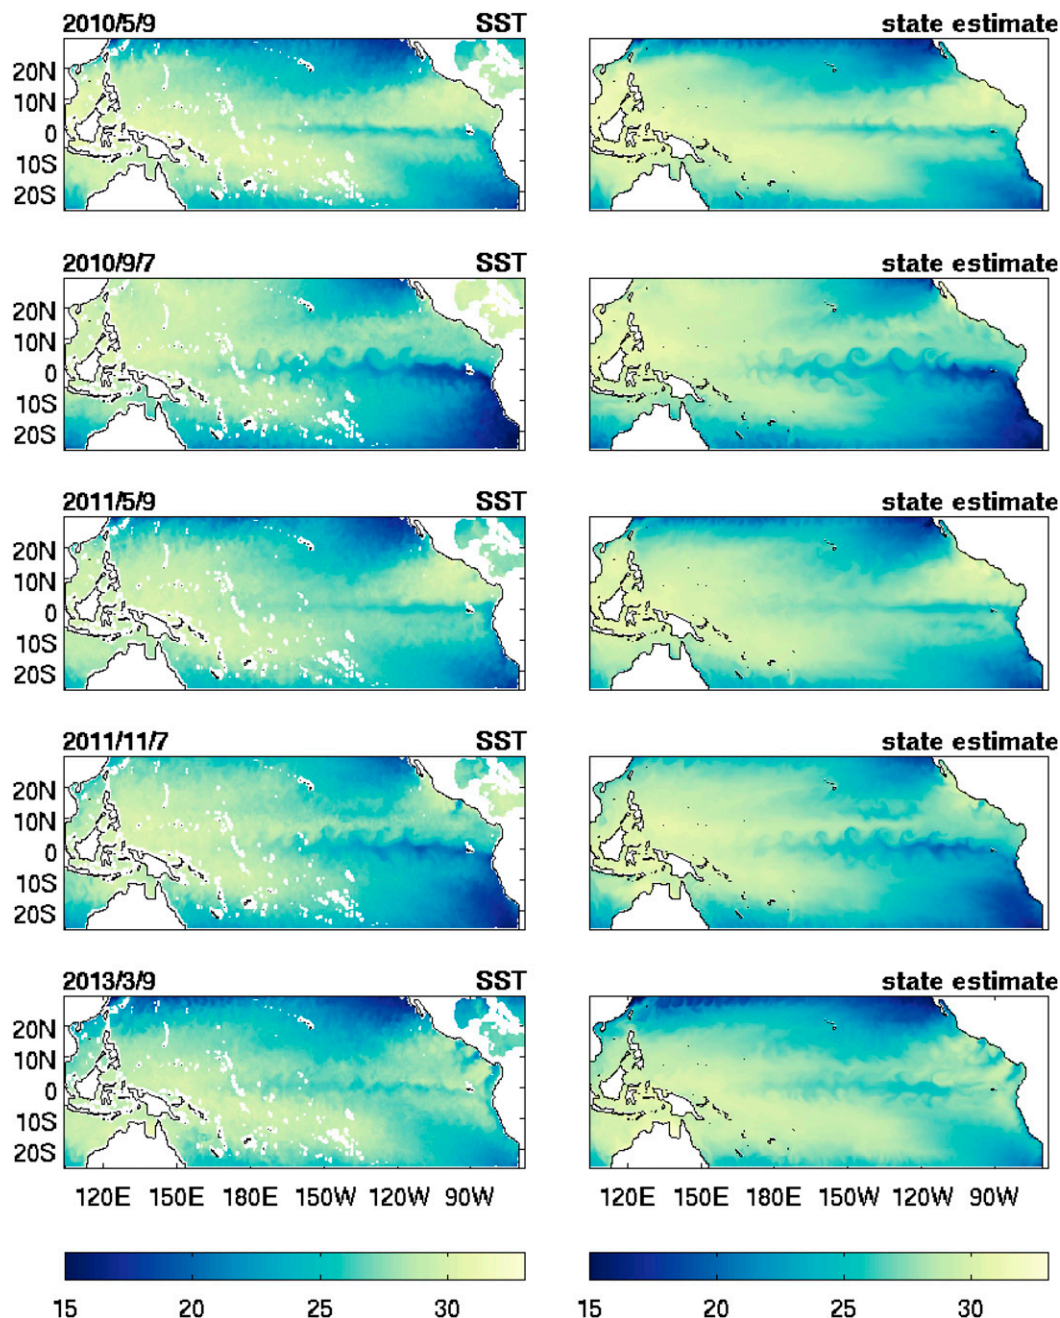 2010/5/9 SST state estimate
20N
10N
0
10S
20S
2010/9/7 SST state estimate
20N
10N
0
10S
20S
2011/5/9 SST state estimate
20N
10N
0
10S
20S
2011/11/7 SST state estimate
20N
10N
0
10S
20S
2013/3/9 SST state estimate
20N
10N
0
10S
20S
120E 150E 180E 150W 120W 90W 120E 150E 180E 150W 120W 90W
15 20 25 30 15 20 25 30